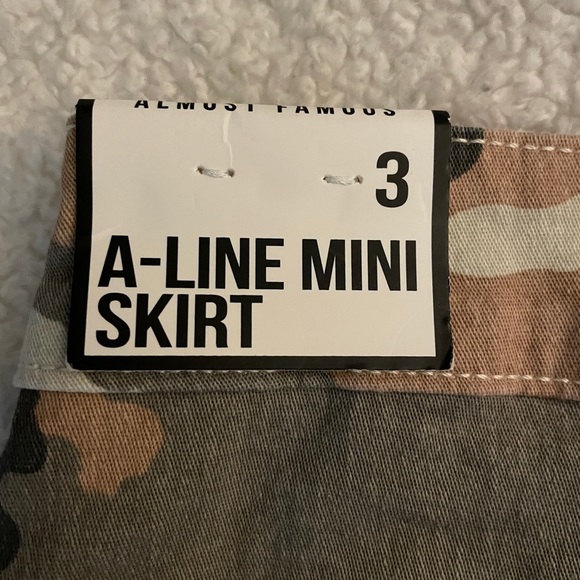 ALMOST FAMOUS
3
A-LINE MINI
SKIRT